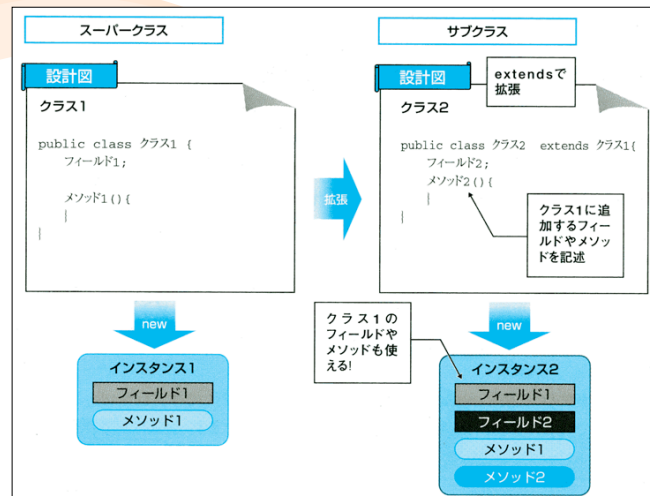 スーパークラス
設計図
クラス1
public class クラス1 {
フィールド1;
メソッド1(){
|
|
拡張
new
インスタンス1
フィールド1
メソッド1
サブクラス
設計図
extendsで
拡張
クラス2
public class クラス2 extends クラス1{
フィールド2;
メソッド2(){
|
|
クラス1に追
加するフィー
ルドやメソッ
ドを記述
クラス1の
フィールドや
メソッドも使
える!
new
インスタンス2
フィールド1
フィールド2
メソッド1
メソッド2